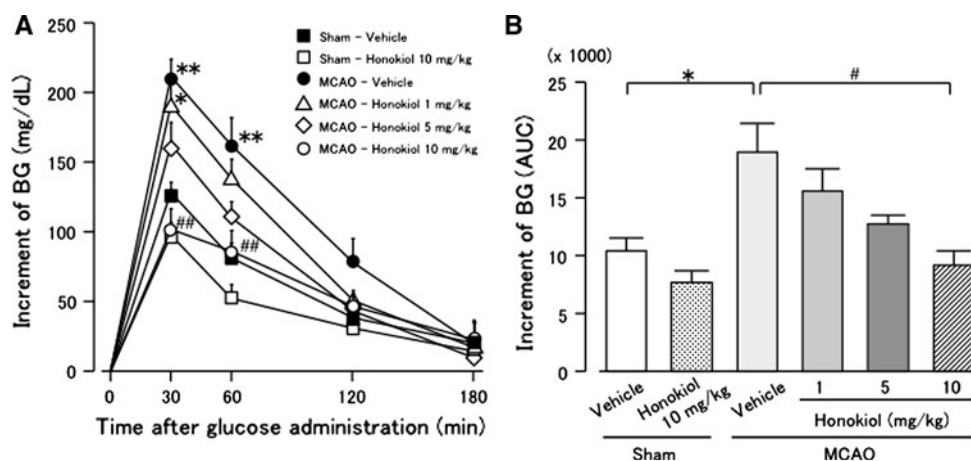 A
Increment of BG (mg/dL)
250
200
150
100
50
0
**
*
**
##
##
Sham – Vehicle
Sham – Honokiol 10 mg/kg
MCAO – Vehicle
MCAO – Honokiol 1 mg/kg
MCAO – Honokiol 5 mg/kg
MCAO – Honokiol 10 mg/kg
0 30 60 120 180
Time after glucose administration (min)
B
(x 1000)
Increment of BG (AUC)
25
20
15
10
5
0
* #
Vehicle
Honokiol
10 mg/kg
Vehicle
1 5 10
Honokiol (mg/kg)
Sham MCAO